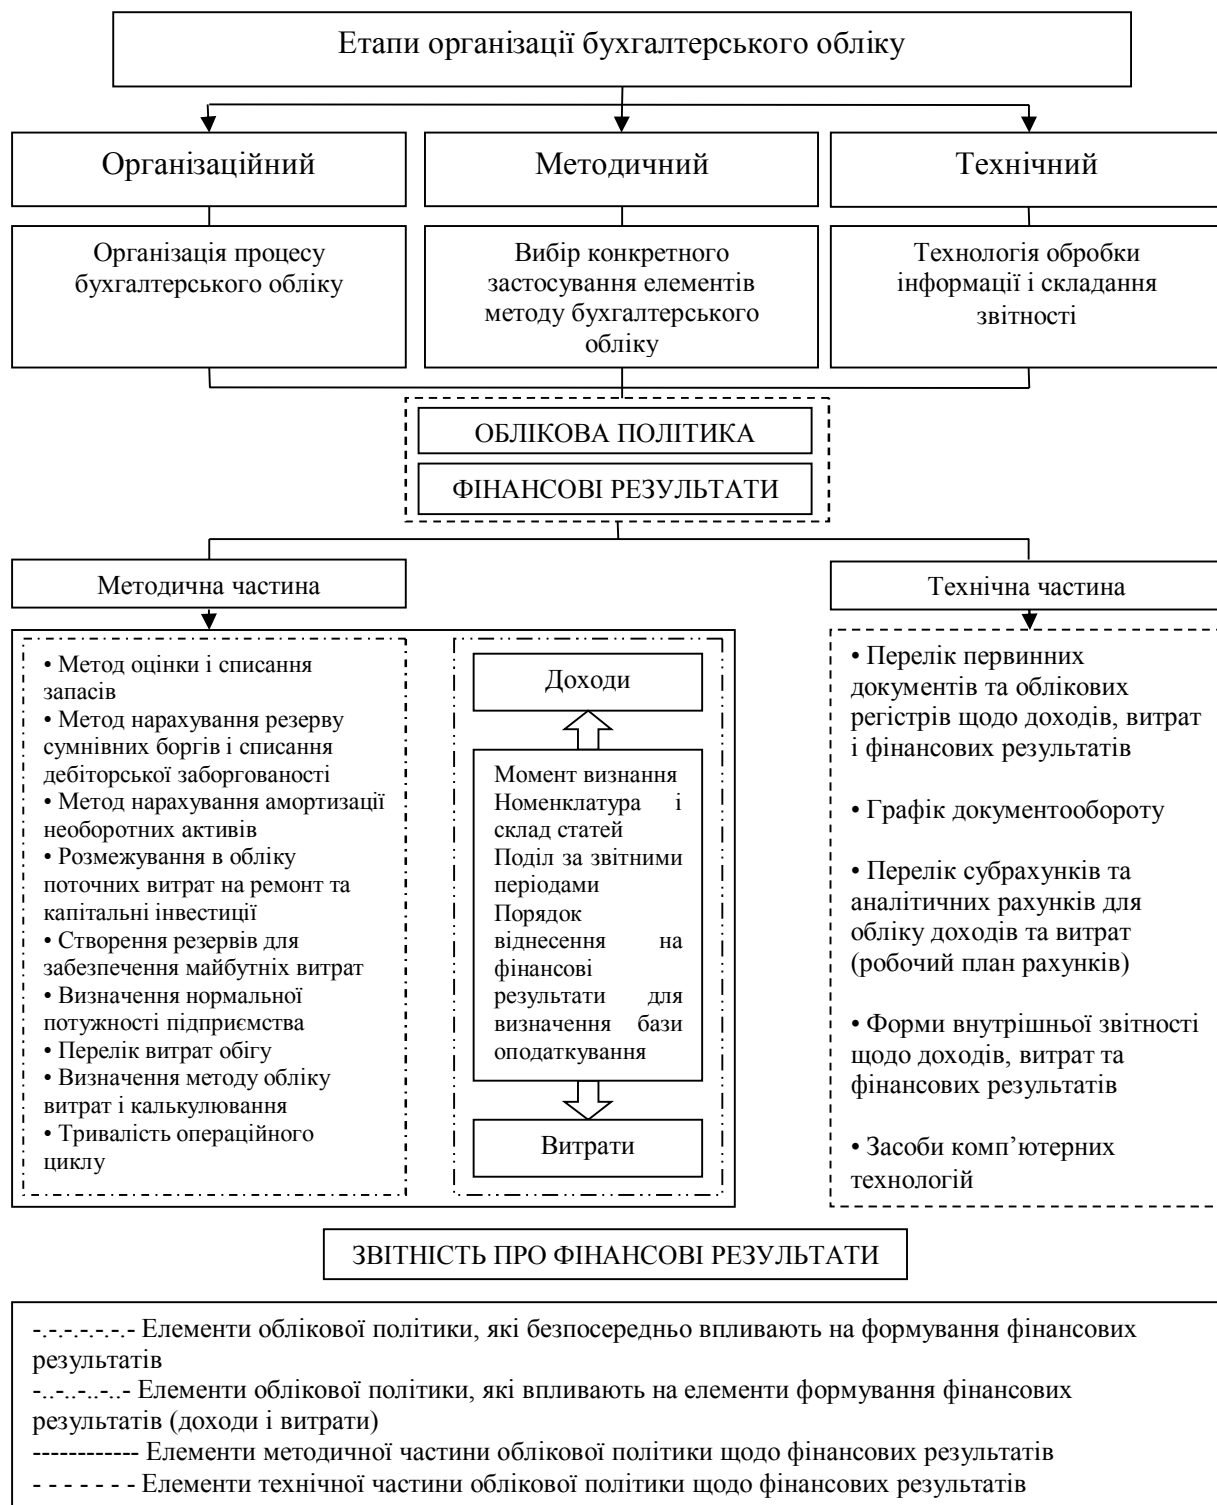 Етапи організації бухгалтерського обліку
Організаційний
Методичний
Технічний
Організація процесу
бухгалтерського обліку
Вибір конкретного
застосування елементів
методу бухгалтерського
обліку
Технологія обробки
інформації і складання
звітності
ОБЛІКОВА ПОЛІТИКА
ФІНАНСОВІ РЕЗУЛЬТАТИ
Методична частина
Технічна частина
• Метод оцінки і списання
запасів
• Метод нарахування резерву
сумнівних боргів і списання
дебіторської заборгованості
• Метод нарахування амортизації
необоротних активів
• Розмежування в обліку
поточних витрат на ремонт та
капітальні інвестиції
• Створення резервів для
забезпечення майбутніх витрат
• Визначення нормальної
потужності підприємства
• Перелік витрат обігу
• Визначення методу обліку
витрат і калькулювання
• Тривалість операційного
циклу
Доходи
Момент визнання
Номенклатура і
склад статей
Поділ за звітними
періодами
Порядок
віднесення на
фінансові
результати для
визначення бази
оподаткування
Витрати
• Перелік первинних
документів та облікових
регістрів щодо доходів, витрат
і фінансових результатів
• Графік документообороту
• Перелік субрахунків та
аналітичних рахунків для
обліку доходів та витрат
(робочий план рахунків)
• Форми внутрішньої звітності
щодо доходів, витрат та
фінансових результатів
• Засоби комп’ютерних
технологій
ЗВІТНІСТЬ ПРО ФІНАНСОВІ РЕЗУЛЬТАТИ
-.-.-.-.-.-.- Елементи облікової політики, які безпосередньо впливають на формування фінансових
результатів
-..-..-..-..- Елементи облікової політики, які впливають на елементи формування фінансових
результатів (доходи і витрати)
------------ Елементи методичної частини облікової політики щодо фінансових результатів
- - - - - - - Елементи технічної частини облікової політики щодо фінансових результатів